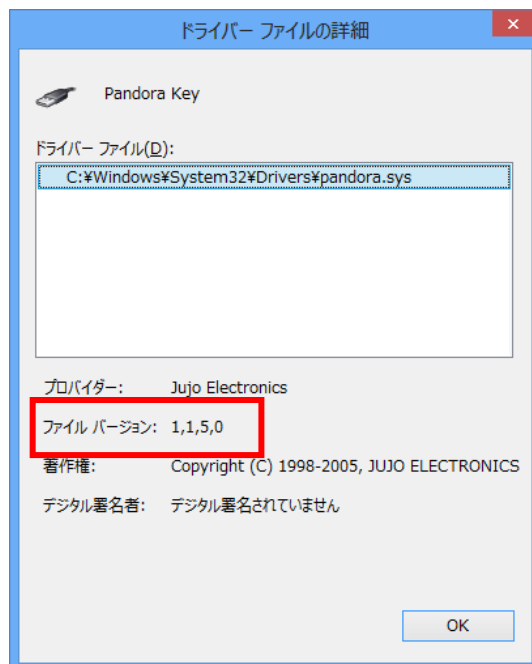 ドライバー ファイルの詳細
Pandora Key
ドライバー ファイル(D):
C:¥Windows¥System32¥Drivers¥pandora.sys
プロバイダー: Jujo Electronics
ファイル バージョン: 1,1,5,0
著作権: Copyright (C) 1998-2005, JUJO ELECTRONICS
デジタル署名者: デジタル署名されていません
OK